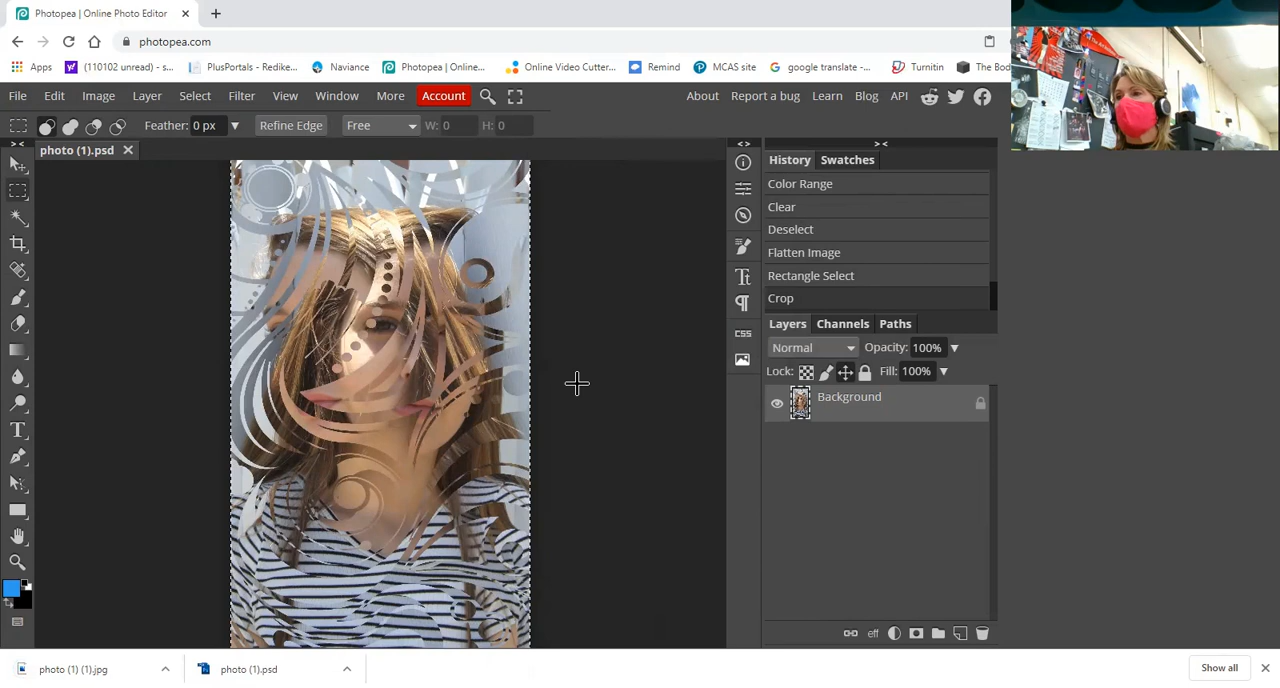 Photopea | Online Photo Editor
photopea.com
Apps (110102 unread) - s... PlusPortals - Redike... Naviance Photopea | Online... Online Video Cutter... Remind MCAS site google translate -... Turnitin The Bo
File Edit Image Layer Select Filter View Window More Account About Report a bug Learn Blog API
Feather: 0 px Refine Edge Free W: 0 H: 0
photo (1).psd
History Swatches
Color Range
Clear
Deselect
Flatten Image
Rectangle Select
Crop
Layers Channels Paths
Normal Opacity: 100%
Lock: Fill: 100%
Background
eff
photo (1) (1).jpg photo (1).psd Show all